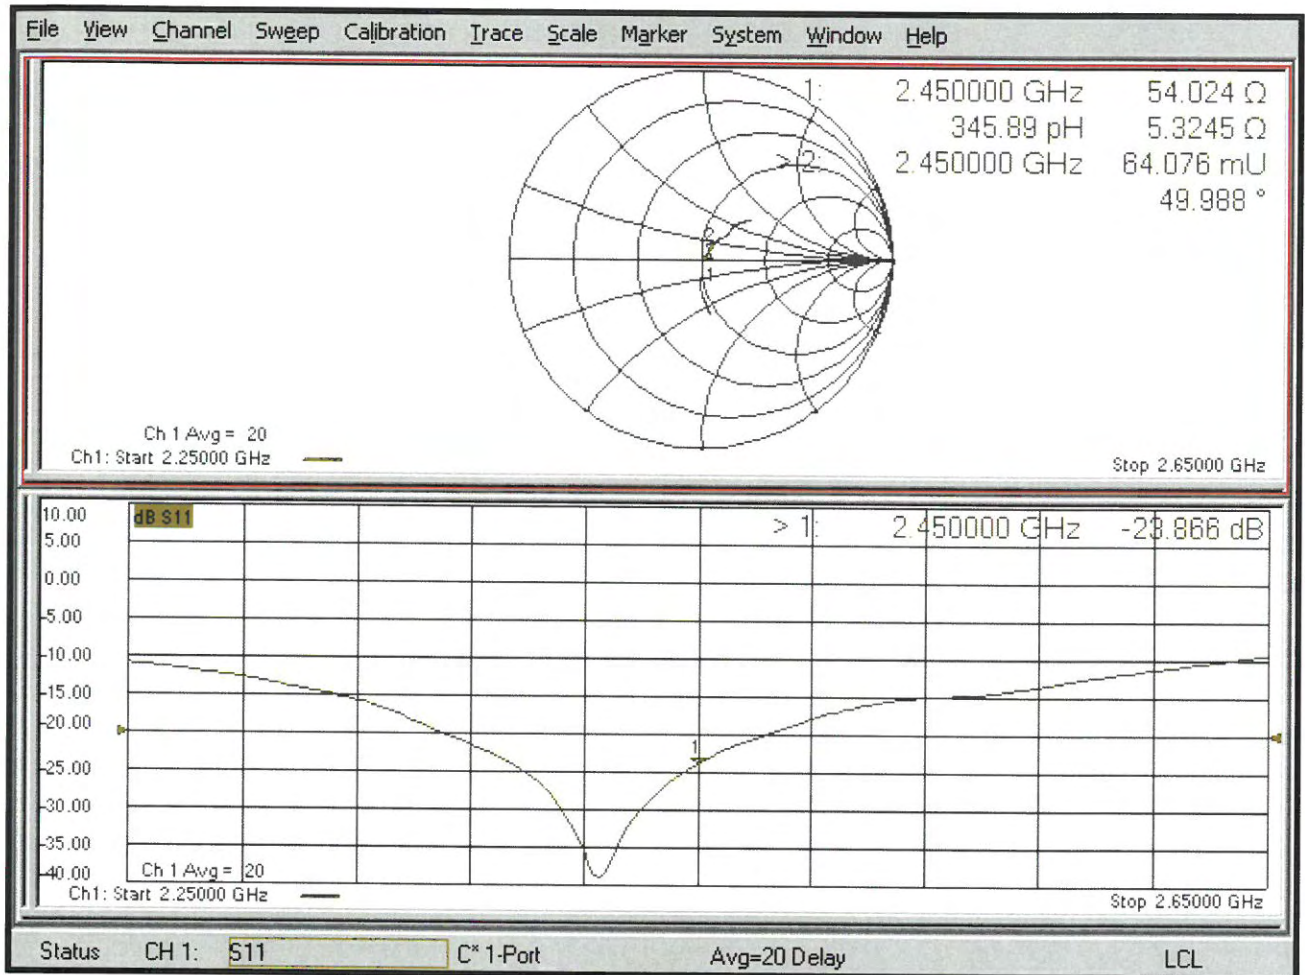 File View Channel Sweep Calibration Trace Scale Marker System Window Help
1: 2.450000 GHz 54.024 Ω
345.89 pH 5.3245 Ω
> 2: 2.450000 GHz 64.076 mU
49.988 °
2
1
Ch 1 Avg = 20
Ch1: Start 2.25000 GHz
Stop 2.65000 GHz
10.00
dB S11
> 1: 2.450000 GHz -23.866 dB
5.00
0.00
-5.00
-10.00
-15.00
-20.00
1
-25.00
-30.00
-35.00
-40.00
Ch 1 Avg = 20
Ch1: Start 2.25000 GHz
Stop 2.65000 GHz
Status CH 1: S11 C* 1-Port Avg=20 Delay LCL